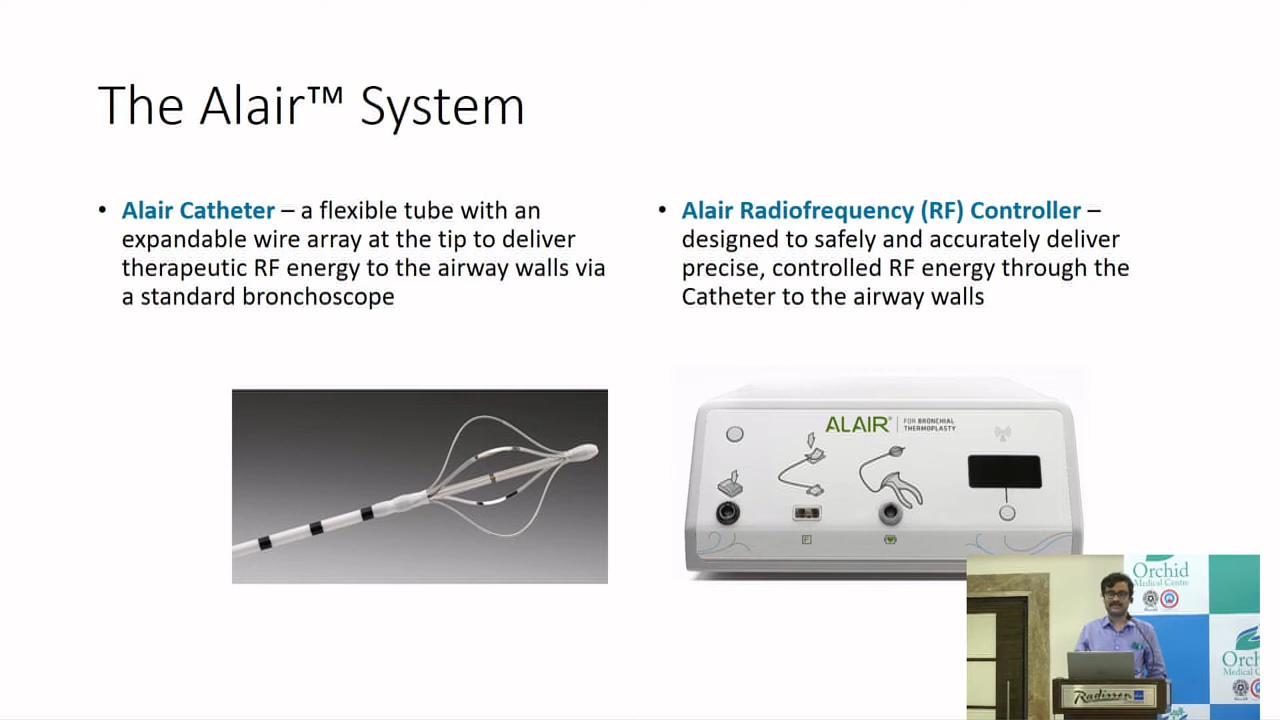 The Alair™ System
• Alair Catheter – a flexible tube with an
expandable wire array at the tip to deliver
therapeutic RF energy to the airway walls via
a standard bronchoscope
• Alair Radiofrequency (RF) Controller –
designed to safely and accurately deliver
precise, controlled RF energy through the
Catheter to the airway walls
ALAIR® FOR BRONCHIAL
THERMOPLASTY
F
Orchid
Medical Centre
Orch
Medical Ce
Radisson